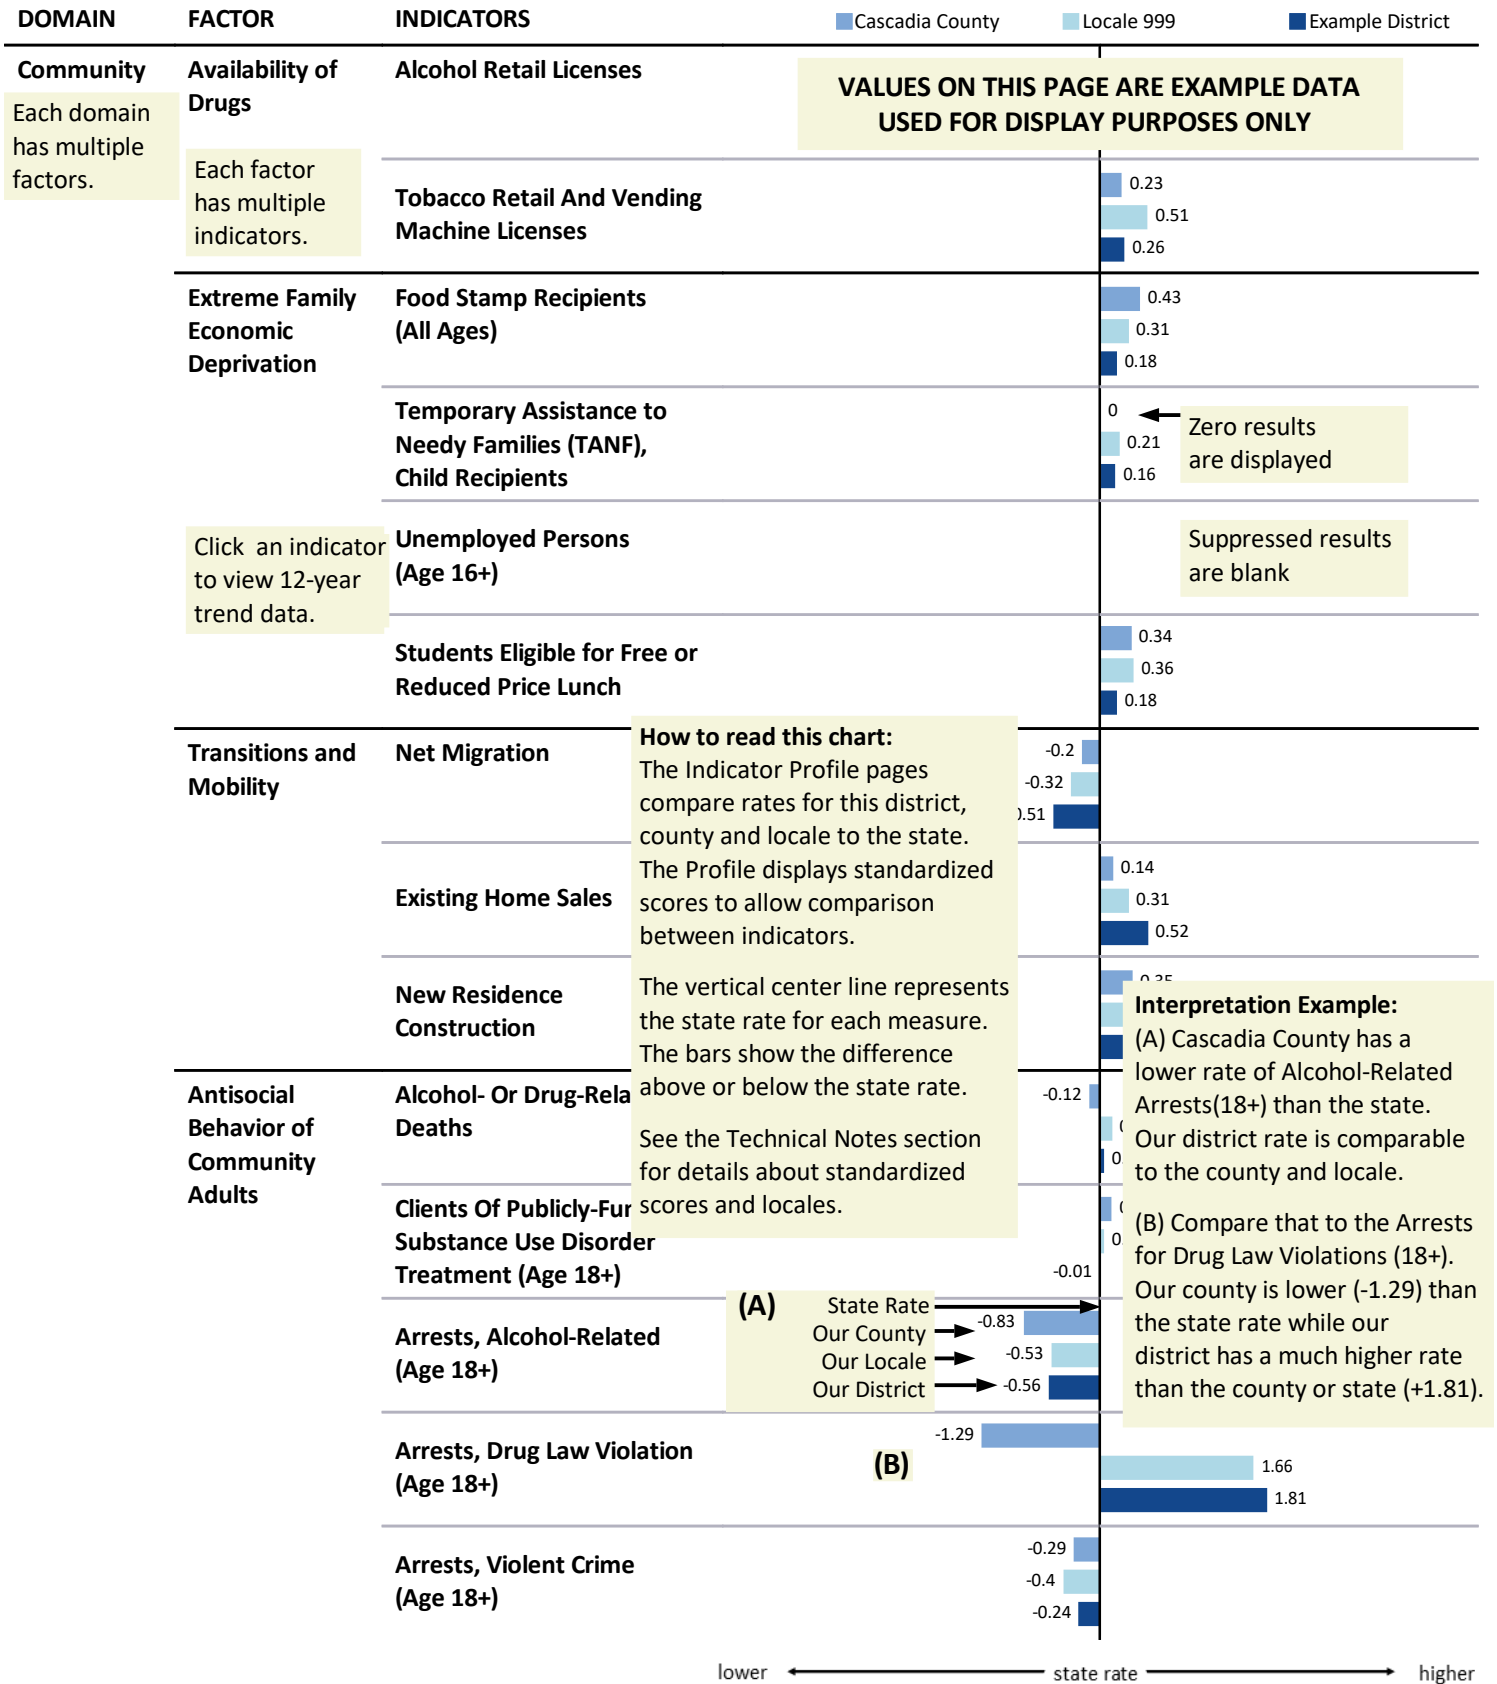 DOMAIN FACTOR INDICATORS Cascadia County Locale 999 Example District
Community
Each domain
has multiple
factors.
Availability of
Drugs
Each factor
has multiple
indicators.
Alcohol Retail Licenses
VALUES ON THIS PAGE ARE EXAMPLE DATA
USED FOR DISPLAY PURPOSES ONLY
Tobacco Retail And Vending
Machine Licenses
0.23
0.51
0.26
Extreme Family
Economic
Deprivation
Food Stamp Recipients
(All Ages)
0.43
0.31
0.18
Temporary Assistance to
Needy Families (TANF),
Child Recipients
0
0.21
0.16
Zero results
are displayed
Click an indicator
to view 12-year
trend data.
Unemployed Persons
(Age 16+)
Suppressed results
are blank
Students Eligible for Free or
Reduced Price Lunch
0.34
0.36
0.18
Transitions and
Mobility
Net Migration
-0.2
-0.32
.51
How to read this chart:
The Indicator Profile pages
compare rates for this district,
county and locale to the state.
The Profile displays standardized
scores to allow comparison
between indicators.
The vertical center line represents
the state rate for each measure.
The bars show the difference
above or below the state rate.
See the Technical Notes section
for details about standardized
scores and locales.
Existing Home Sales
0.14
0.31
0.52
New Residence
Construction
Interpretation Example:
(A) Cascadia County has a
lower rate of Alcohol-Related
Arrests(18+) than the state.
Our district rate is comparable
to the county and locale.
(B) Compare that to the Arrests
for Drug Law Violations (18+).
Our county is lower (-1.29) than
the state rate while our
district has a much higher rate
than the county or state (+1.81).
Antisocial
Behavior of
Community
Adults
Alcohol- Or Drug-Rela
Deaths
-0.12
0.
Clients Of Publicly-Fur
Substance Use Disorder
Treatment (Age 18+)
0.
-0.01
Arrests, Alcohol-Related
(Age 18+)
(A) State Rate
Our County -0.83
Our Locale -0.53
Our District -0.56
Arrests, Drug Law Violation
(Age 18+)
(B)
-1.29
1.66
1.81
Arrests, Violent Crime
(Age 18+)
-0.29
-0.4
-0.24
lower state rate higher